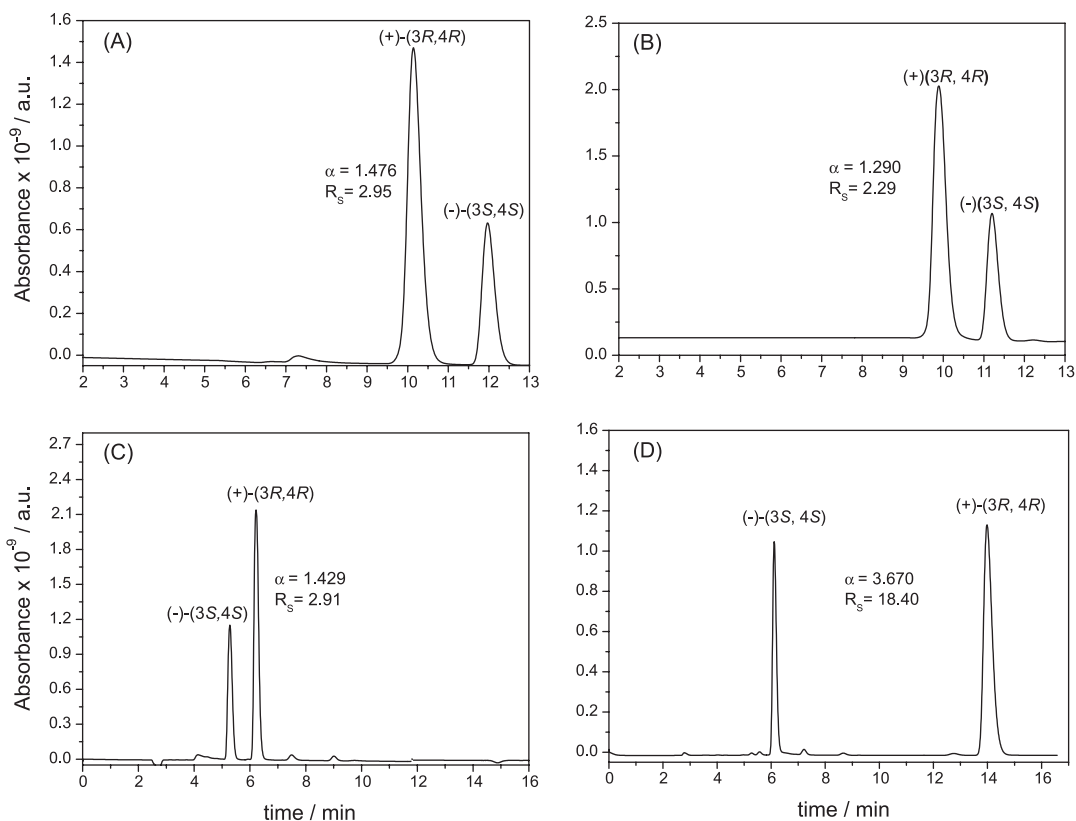 (A)
(+)-(3R,4R)
α = 1.476
Rs= 2.95
(-)-(3S,4S)
Absorbance x 10-9 / a.u.
1.6
1.4
1.2
1.0
0.8
0.6
0.4
0.2
0.0
2 3 4 5 6 7 8 9 10 11 12 13
(B)
(+)(3R, 4R)
α = 1.290
Rs= 2.29
(-)(3S, 4S)
2.5
2.0
1.5
1.0
0.5
0.0
2 3 4 5 6 7 8 9 10 11 12 13
(C)
(+)-(3R,4R)
α = 1.429
Rs= 2.91
(-)-(3S,4S)
Absorbance x 10-9 / a.u.
2.7
2.4
2.1
1.8
1.5
1.2
0.9
0.6
0.3
0.0
0 2 4 6 8 10 12 14 16
time / min
(D)
(-)-(3S, 4S)
(+)-(3R, 4R)
α = 3.670
Rs= 18.40
1.6
1.4
1.2
1.0
0.8
0.6
0.4
0.2
0.0
0 2 4 6 8 10 12 14 16
time / min